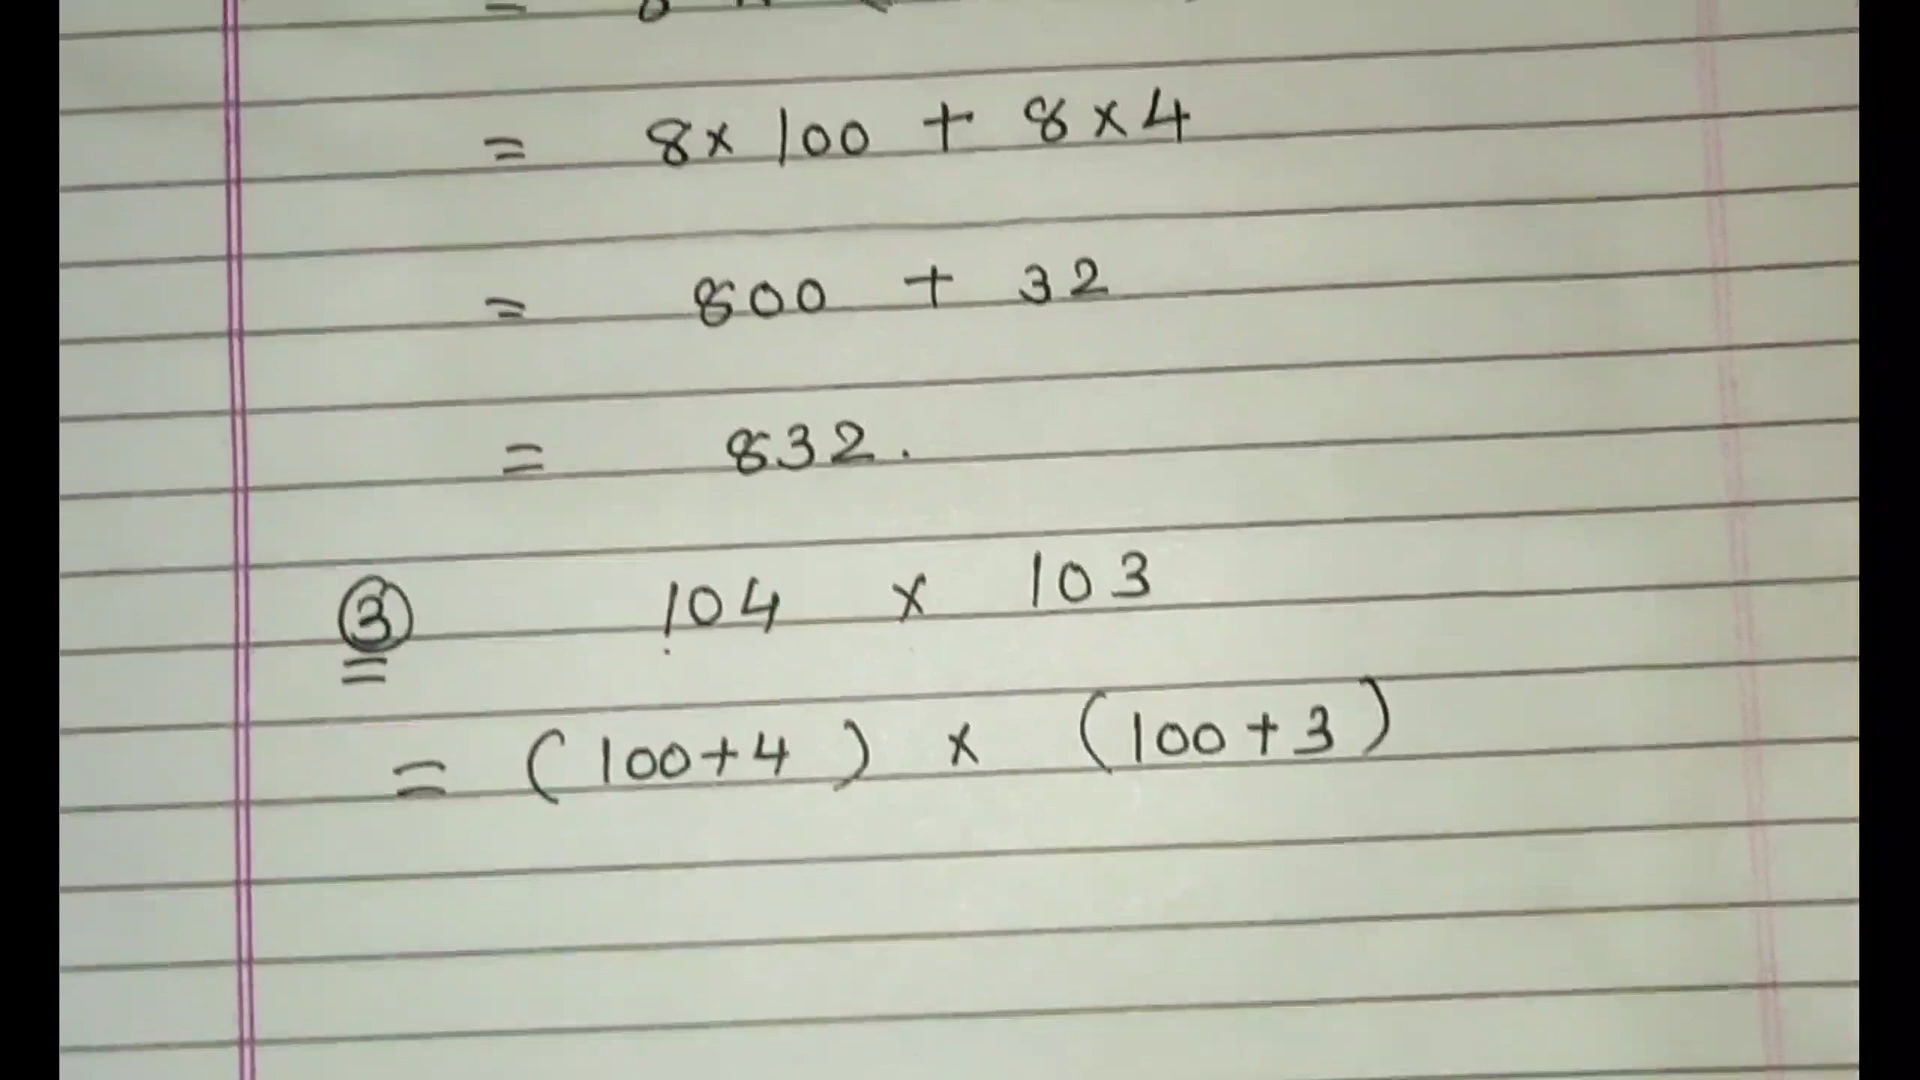 = 8 x 100 + 8 x 4
= 800 + 32
= 832.
3 104 x 103
= (100+4) x (100+3)